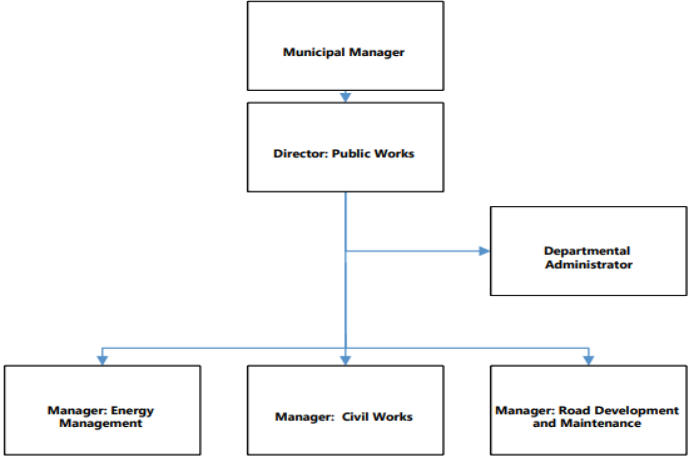 Municipal Manager
Director: Public Works
Departmental
Administrator
Manager: Energy
Management
Manager:  Civil Works
Manager: Road Development
and Maintenance